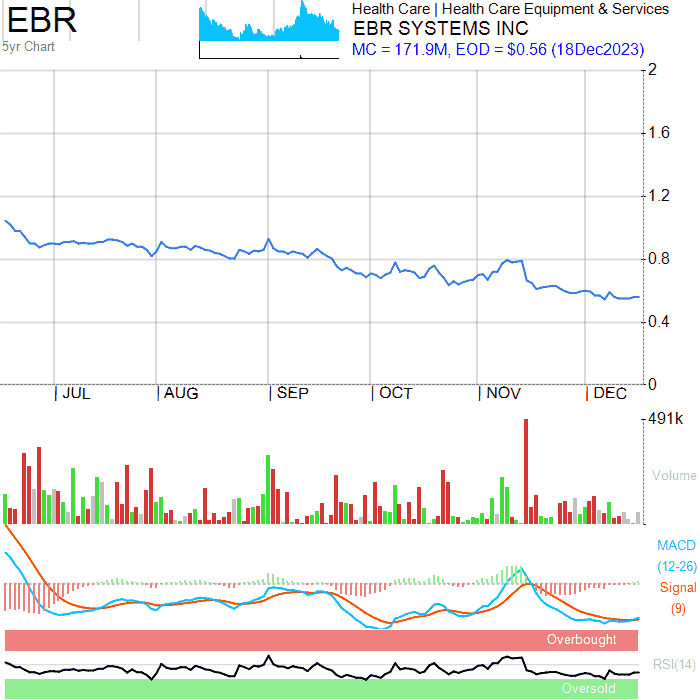 EBR
5yr Chart
Health Care | Health Care Equipment & Services
EBR SYSTEMS INC
MC = 171.9M, EOD = $0.56 (18Dec2023)
2
1.6
1.2
0.8
0.4
0
JUL
AUG
SEP
OCT
NOV
DEC
491k
Volume
MACD
(12-26)
Signal
(9)
Overbought
RSI(14)
Oversold